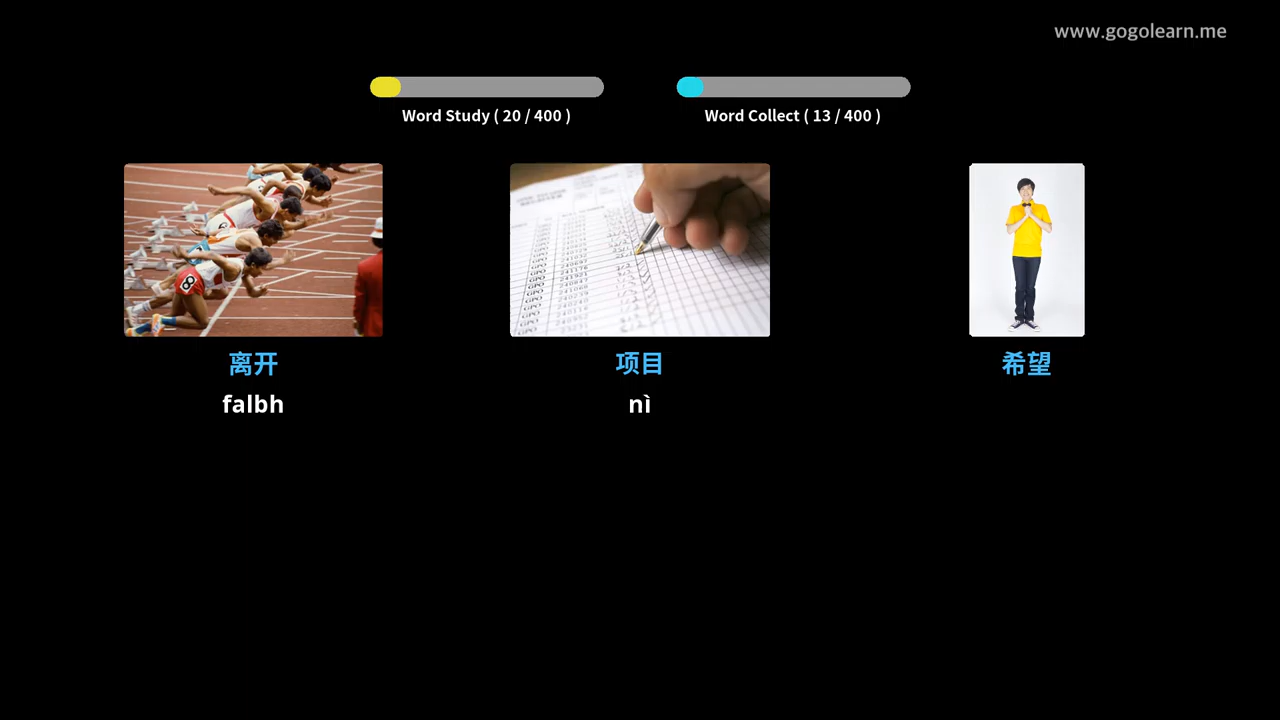 www.gogolearn.me
Word Study ( 20 / 400 )
Word Collect ( 13 / 400 )
离开
项目
希望
falbh
nì